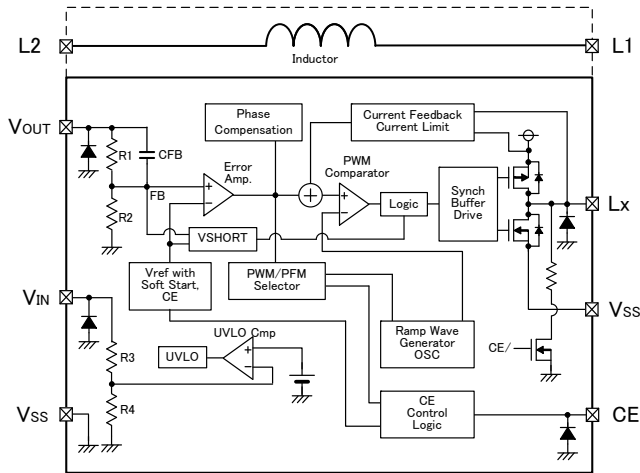 L2
Inductor
L1
VOUT
R1
CFB
FB
R2
Phase
Compensation
Error
Amp.
Current Feedback
Current Limit
PWM
Comparator
Logic
Synch
Buffer
Drive
Lx
VSHORT
Vref with
Soft Start,
CE
PWM/PFM
Selector
Ramp Wave
Generator
OSC
VIN
VSS
CE/
R3
R4
UVLO
UVLO Cmp
CE
Control
Logic
VSS
CE